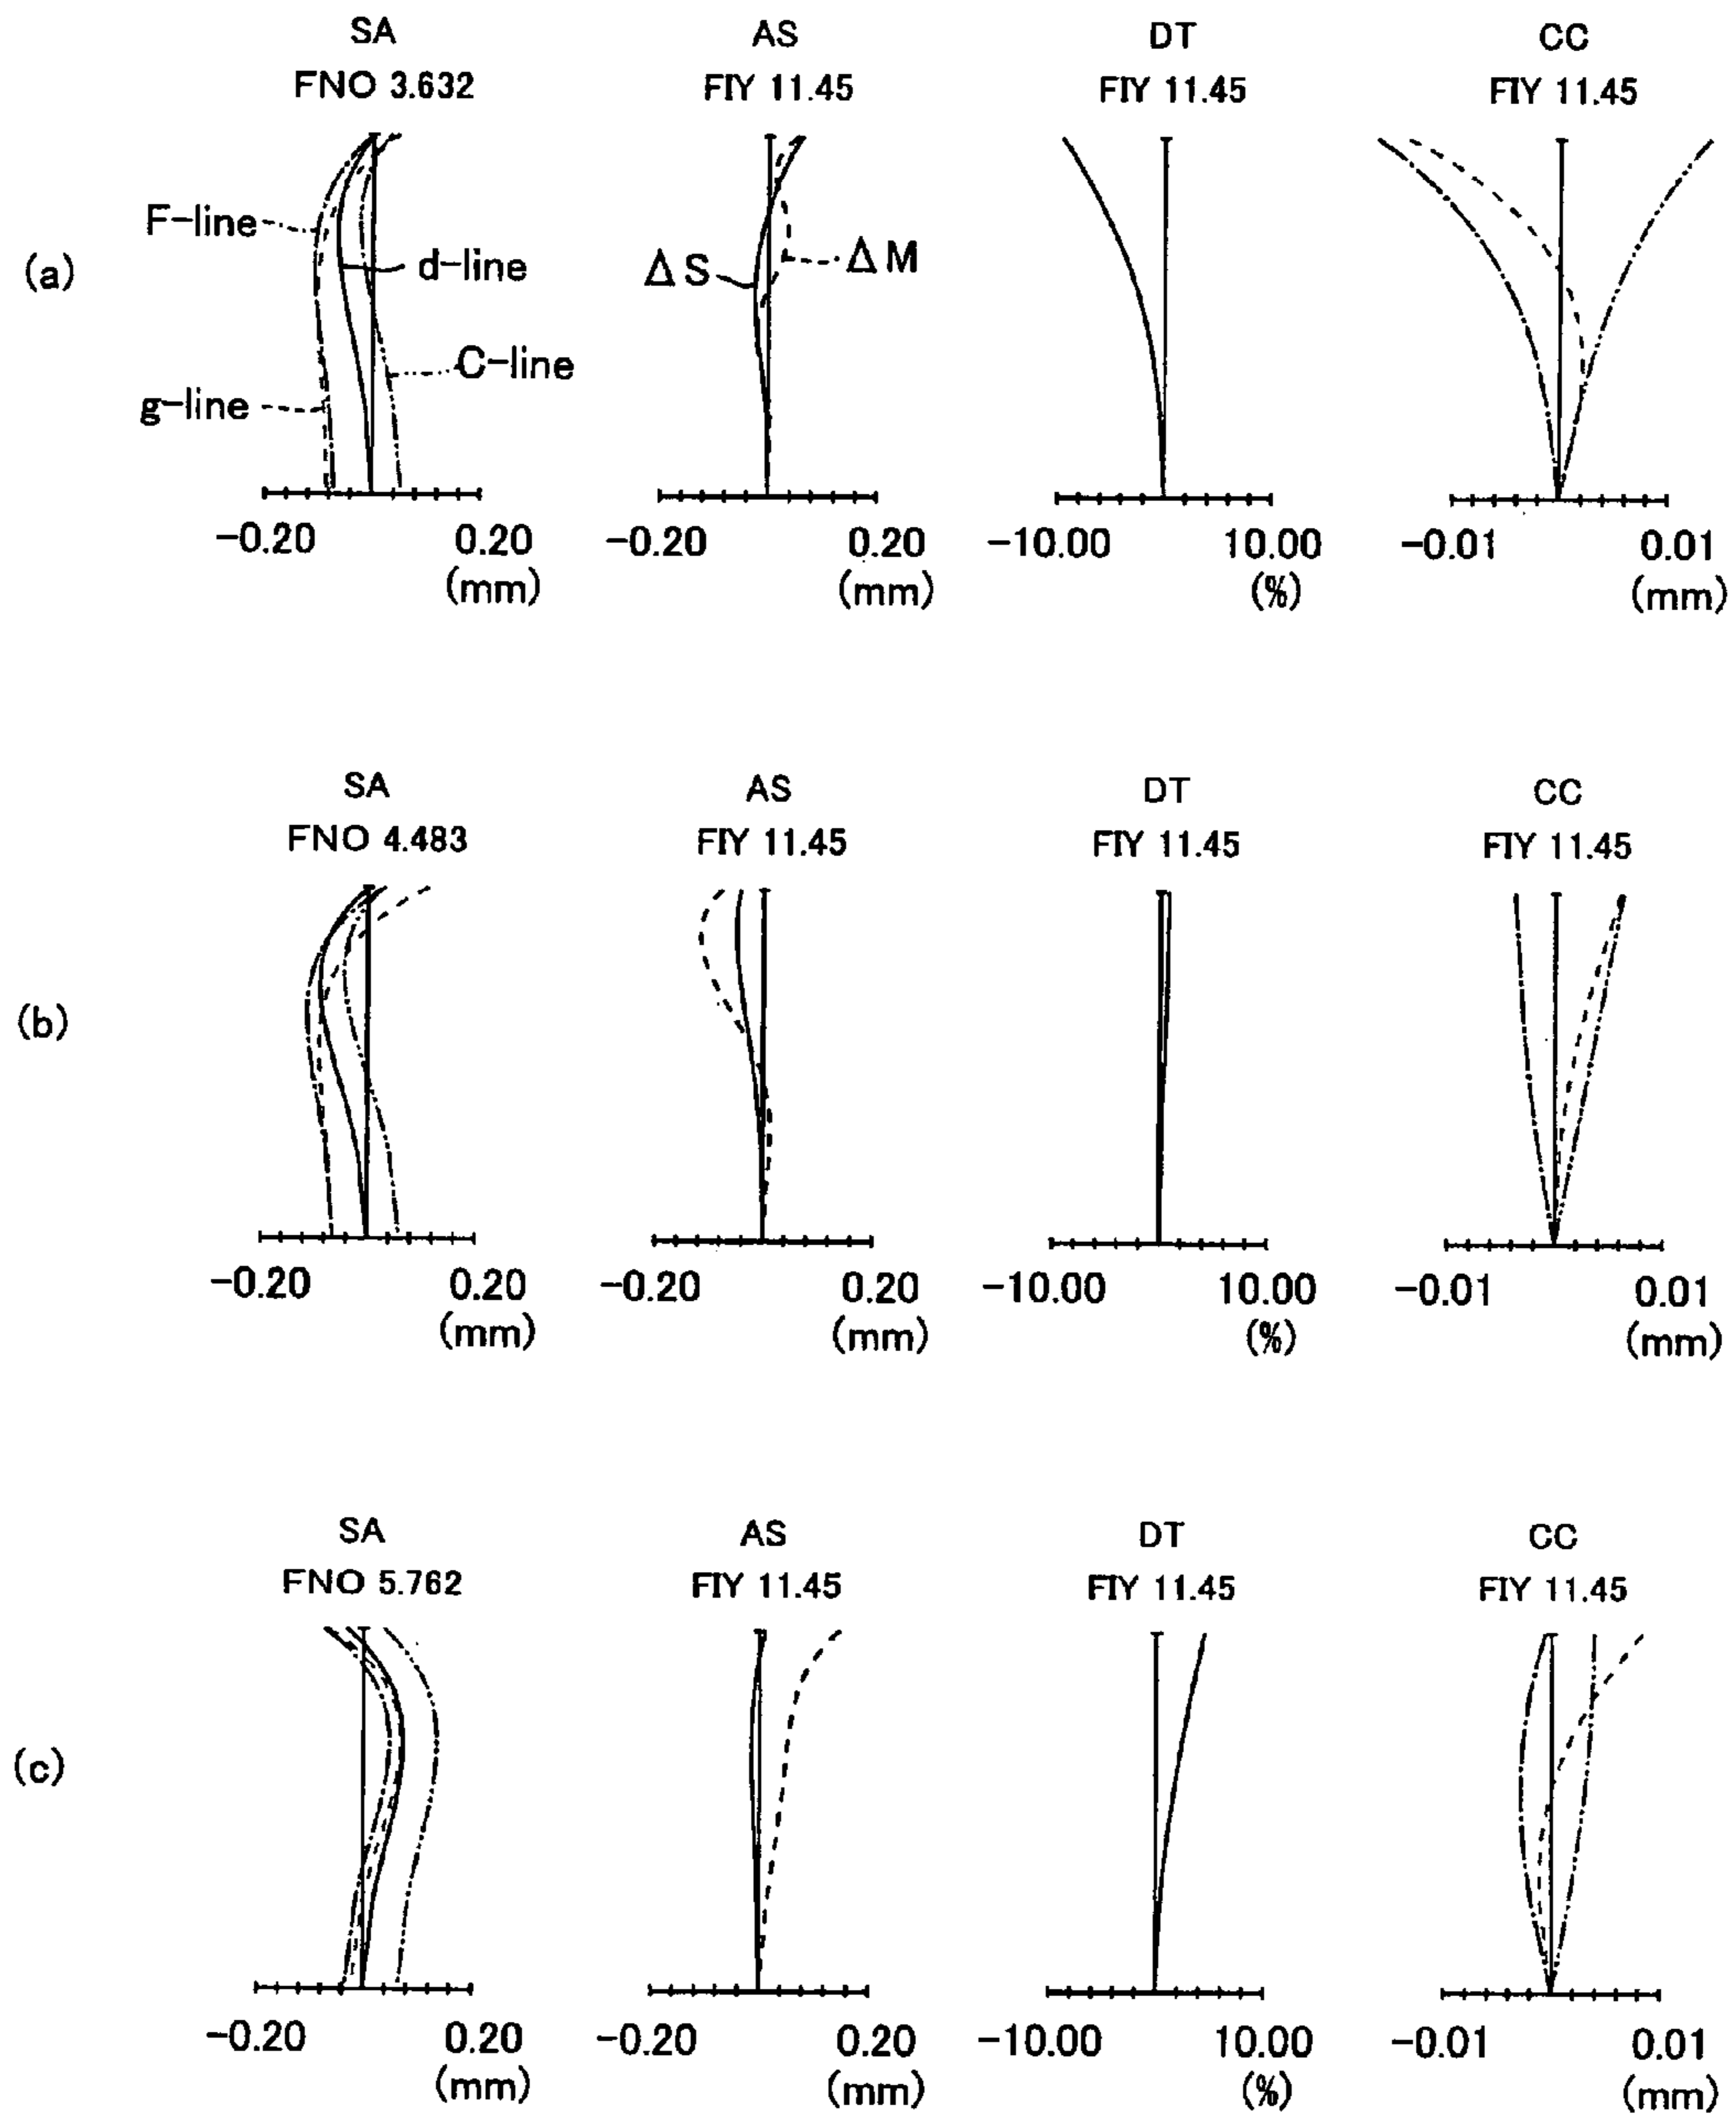 SA AS DT CC
FNO 3.632 FIY 11.45 FIY 11.45 FIY 11.45
(a)
F-line
d-line
C-line
g-line
ΔS
ΔM
-0.20 0.20 -0.20 0.20 -10.00 10.00 -0.01 0.01
(mm) (mm) (%) (mm)
SA AS DT CC
FNO 4.483 FIY 11.45 FIY 11.45 FIY 11.45
(b)
-0.20 0.20 -0.20 0.20 -10.00 10.00 -0.01 0.01
(mm) (mm) (%) (mm)
SA AS DT CC
FNO 5.762 FIY 11.45 FIY 11.45 FIY 11.45
(c)
-0.20 0.20 -0.20 0.20 -10.00 10.00 -0.01 0.01
(mm) (mm) (%) (mm)